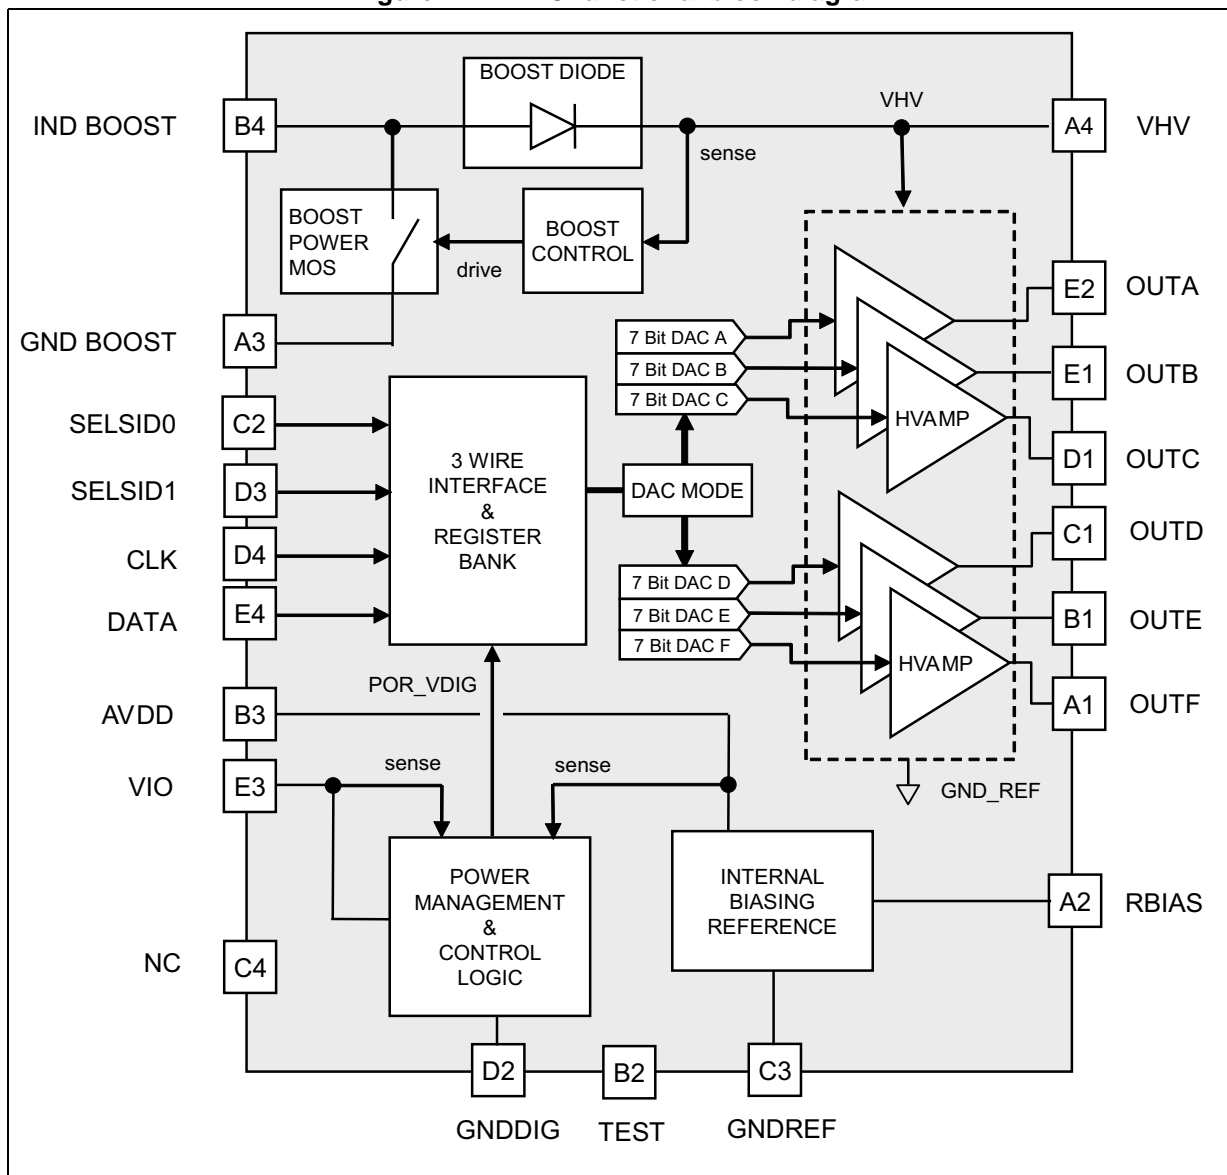 BOOST DIODE
VHV
IND BOOST
B4
A4
VHV
sense
BOOST
POWER
MOS
BOOST
CONTROL
drive
GND BOOST
A3
E2
OUTA
7 Bit DAC A
7 Bit DAC B
7 Bit DAC C
E1
OUTB
HVAMP
D1
OUTC
SELSID0
C2
SELSID1
D3
CLK
D4
DATA
E4
3 WIRE
INTERFACE
&
REGISTER
BANK
DAC MODE
C1
OUTD
7 Bit DAC D
7 Bit DAC E
7 Bit DAC F
B1
OUTE
HVAMP
A1
OUTF
POR_VDIG
AVDD
B3
VIO
E3
sense
sense
GND_REF
POWER
MANAGEMENT
&
CONTROL
LOGIC
INTERNAL
BIASING
REFERENCE
A2
RBIAS
NC
C4
D2
B2
C3
GNDDIG
TEST
GNDREF